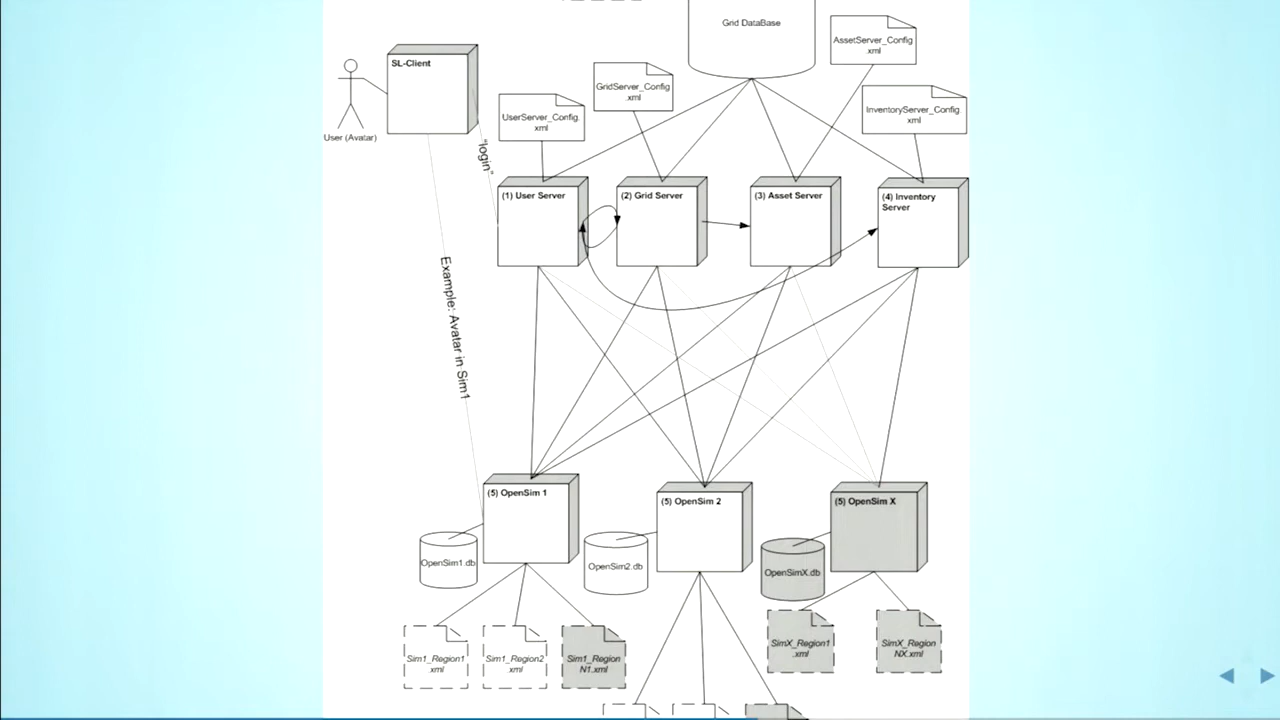 Grid DataBase
AssetServer_Config
.xml
SL-Client
GridServer_Config
.xml
InventoryServer_Config.
xml
UserServer_Config.
xml
User (Avatar)
"login"
(1) User Server
(2) Grid Server
(3) Asset Server
(4) Inventory
Server
Example: Avatar in Sim1
(5) OpenSim 1
(5) OpenSim 2
(5) OpenSim X
OpenSim1.db
OpenSim2.db
OpenSimX.db
Sim1_Region1
.xml
Sim1_Region2
.xml
Sim1_Region
N1.xml
SimX_Region1
.xml
SimX_Region
NX.xml